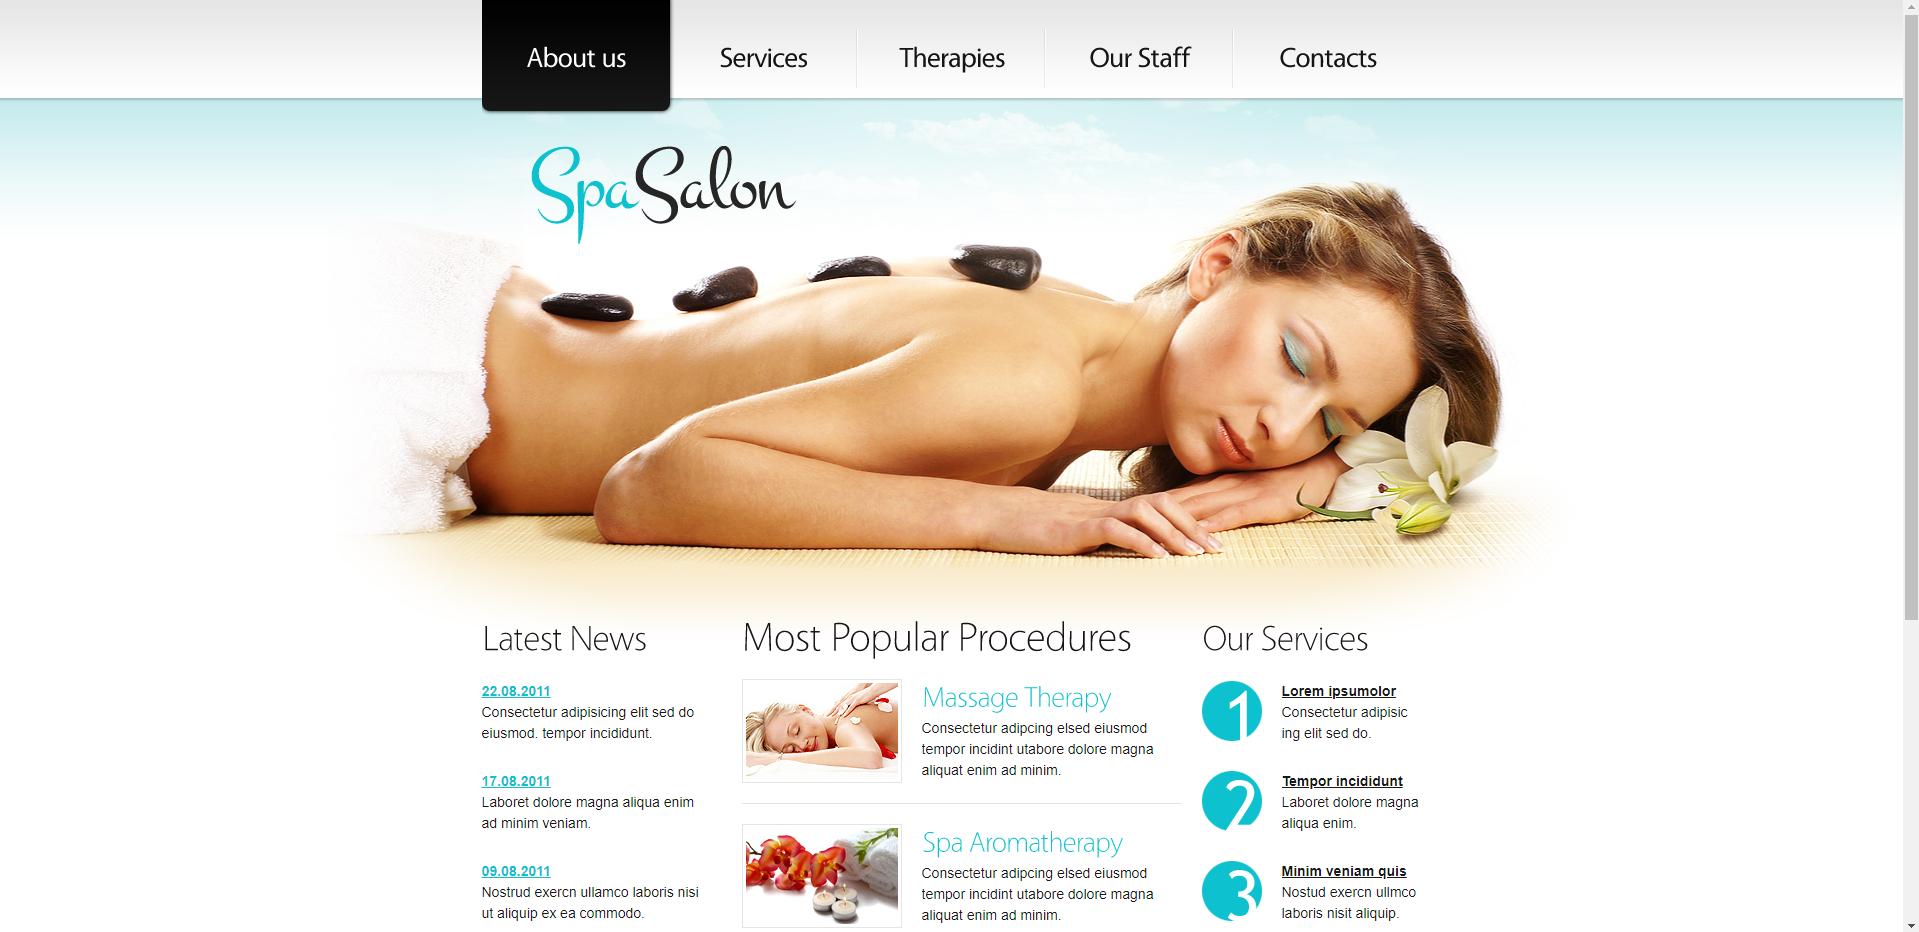 About us
Services
Therapies
Our Staff
Contacts
SpaSalon
Latest News
22.08.2011
Consectetur adipisicing elit sed do
eiusmod. tempor incididunt.
17.08.2011
Laboret dolore magna aliqua enim
ad minim veniam.
09.08.2011
Nostrud exercn ullamco laboris nisi
ut aliquip ex ea commodo.
Most Popular Procedures
Massage Therapy
Consectetur adipcing elsed eiusmod
tempor incidint utabore dolore magna
aliquat enim ad minim.
Spa Aromatherapy
Consectetur adipcing elsed eiusmod
tempor incidint utabore dolore magna
aliquat enim ad minim.
Our Services
1
Lorem ipsumolor
Consectetur adipisic
ing elit sed do.
2
Tempor incididunt
Laboret dolore magna
aliqua enim.
3
Minim veniam quis
Nostud exercn ullmco
laboris nisit aliquip.